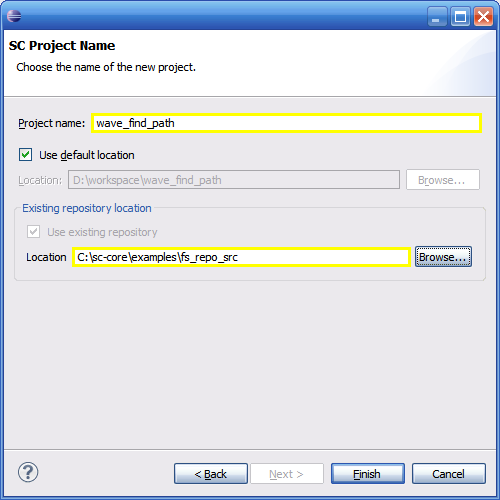 SC Project Name
Choose the name of the new project.
Project name: wave_find_path
Use default location
Location: D:\workspace\wave_find_path Browse...
Existing repository location
Use existing repository
Location C:\sc-core\examples\fs_repo_src Browse...
? < Back Next > Finish Cancel